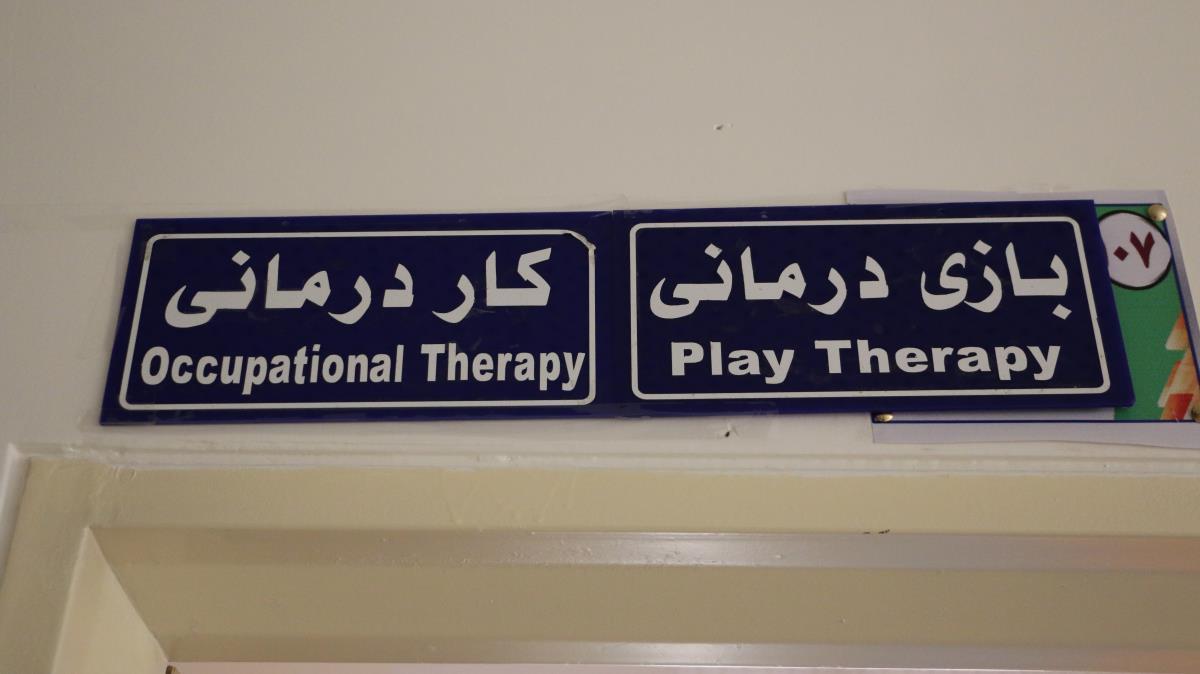 کار درمانی
Occupational Therapy
بازی درمانی
Play Therapy
۰۷